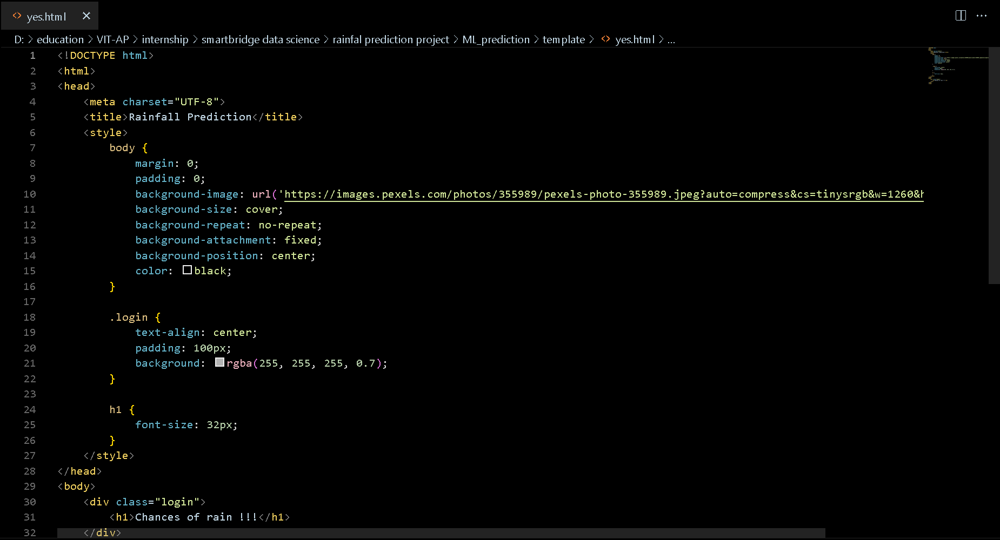 yes.html
D: > education > VIT-AP > internship > smartbridge data science > rainfal prediction project > ML_prediction > template > yes.html > ...
1 <!DOCTYPE html>
2 <html>
3 <head>
4 <meta charset="UTF-8">
5 <title>Rainfall Prediction</title>
6 <style>
7 body {
8 margin: 0;
9 padding: 0;
10 background-image: url('https://images.pexels.com/photos/355989/pexels-photo-355989.jpeg?auto=compress&cs=tinysrgb&w=1260&h
11 background-size: cover;
12 background-repeat: no-repeat;
13 background-attachment: fixed;
14 background-position: center;
15 color: black;
16 }
17
18 .login {
19 text-align: center;
20 padding: 100px;
21 background: rgba(255, 255, 255, 0.7);
22 }
23
24 h1 {
25 font-size: 32px;
26 }
27 </style>
28 </head>
29 <body>
30 <div class="login">
31 <h1>Chances of rain !!!</h1>
32 </div>